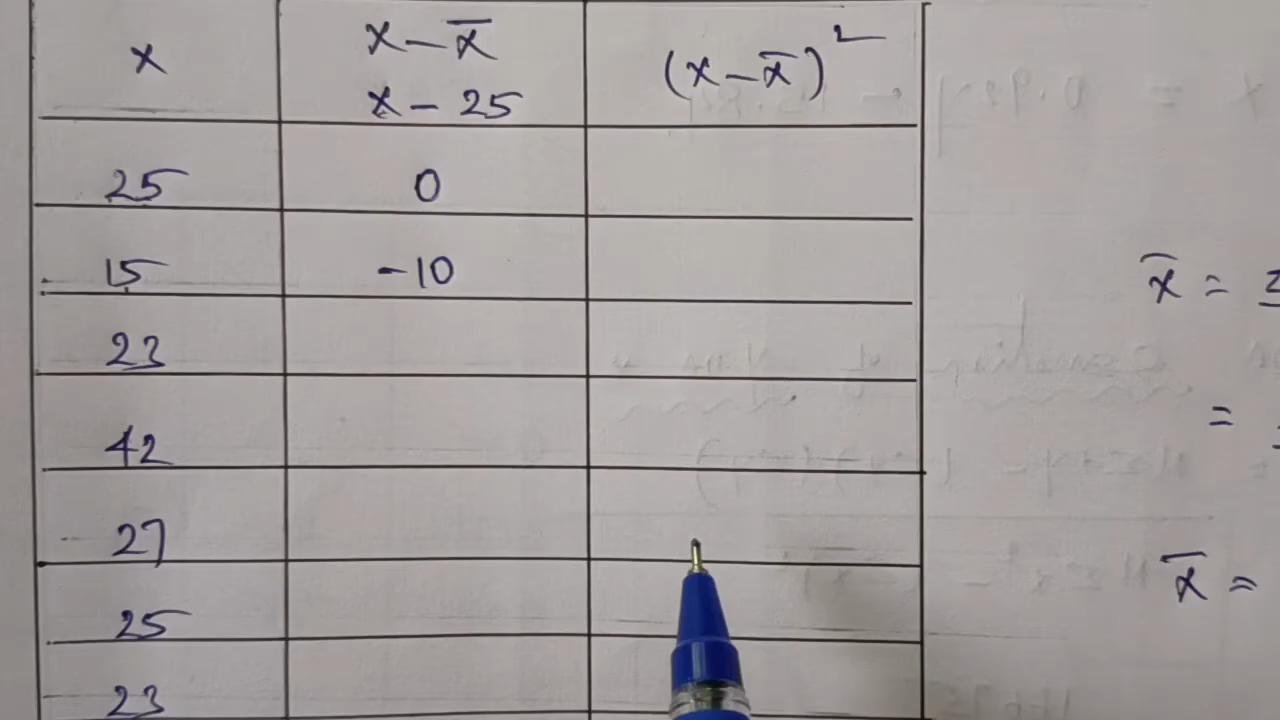 x x – x̄ (x – x̄)²
x – 25
25 0
15 -10
23
42
27
25
23
x̄ =
=
x̄ =